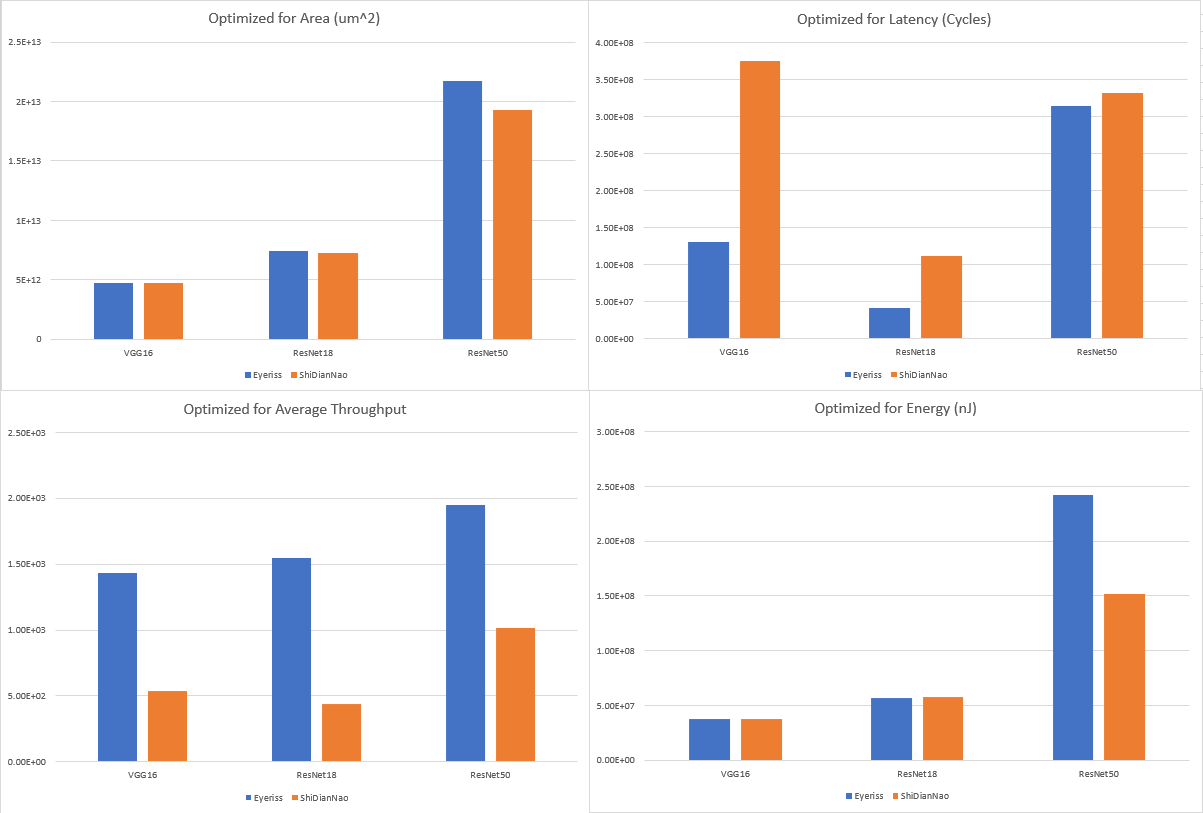 Optimized for Area (um^2)
2.5E+13
2E+13
1.5E+13
1E+13
5E+12
0
VGG16 ResNet18 ResNet50
Eyeriss ShiDianNao
Optimized for Latency (Cycles)
4.00E+08
3.50E+08
3.00E+08
2.50E+08
2.00E+08
1.50E+08
1.00E+08
5.00E+07
0.00E+00
VGG16 ResNet18 ResNet50
Eyeriss ShiDianNao
Optimized for Average Throughput
2.50E+03
2.00E+03
1.50E+03
1.00E+03
5.00E+02
0.00E+00
VGG16 ResNet18 ResNet50
Eyeriss ShiDianNao
Optimized for Energy (nJ)
3.00E+08
2.50E+08
2.00E+08
1.50E+08
1.00E+08
5.00E+07
0.00E+00
VGG16 ResNet18 ResNet50
Eyeriss ShiDianNao